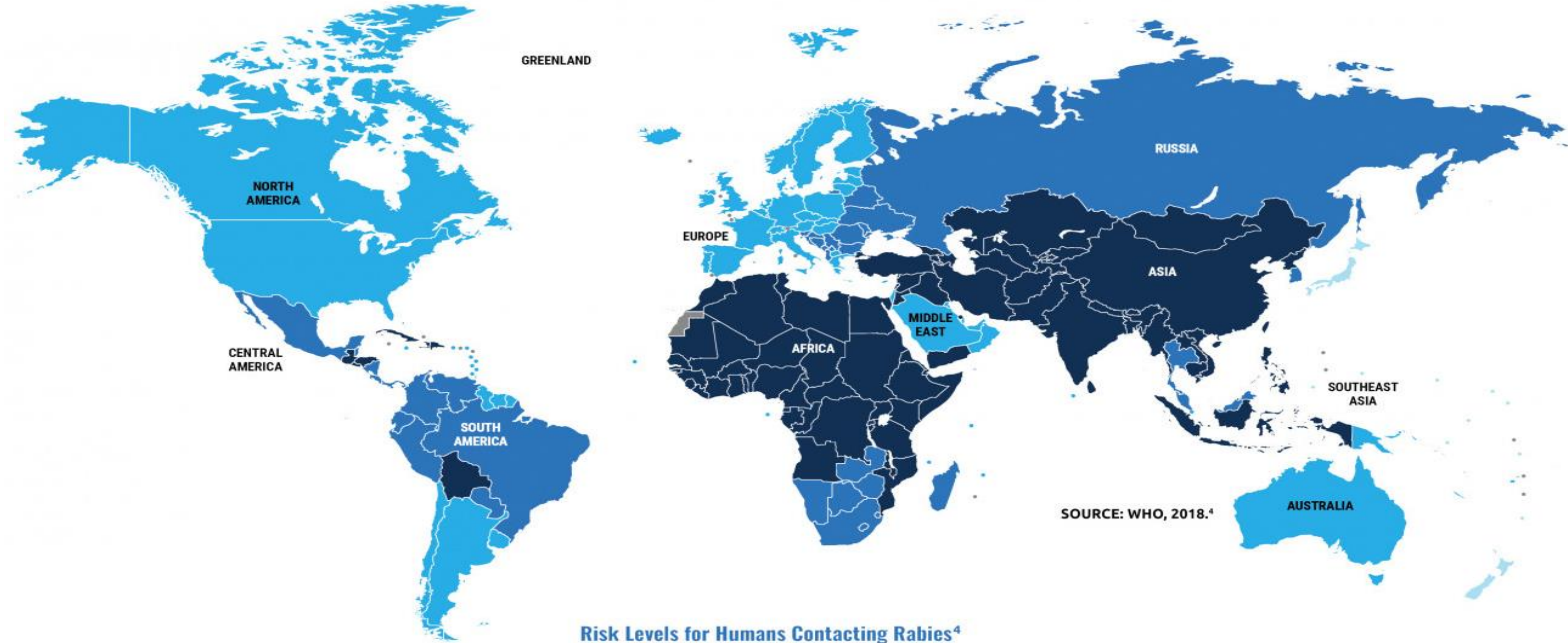 GREENLAND
RUSSIA
NORTH
AMERICA
EUROPE
ASIA
MIDDLE
EAST
AFRICA
CENTRAL
AMERICA
SOUTHEAST
ASIA
SOUTH
AMERICA
SOURCE: WHO, 2018.⁴
AUSTRALIA
Risk Levels for Humans Contacting Rabies⁴